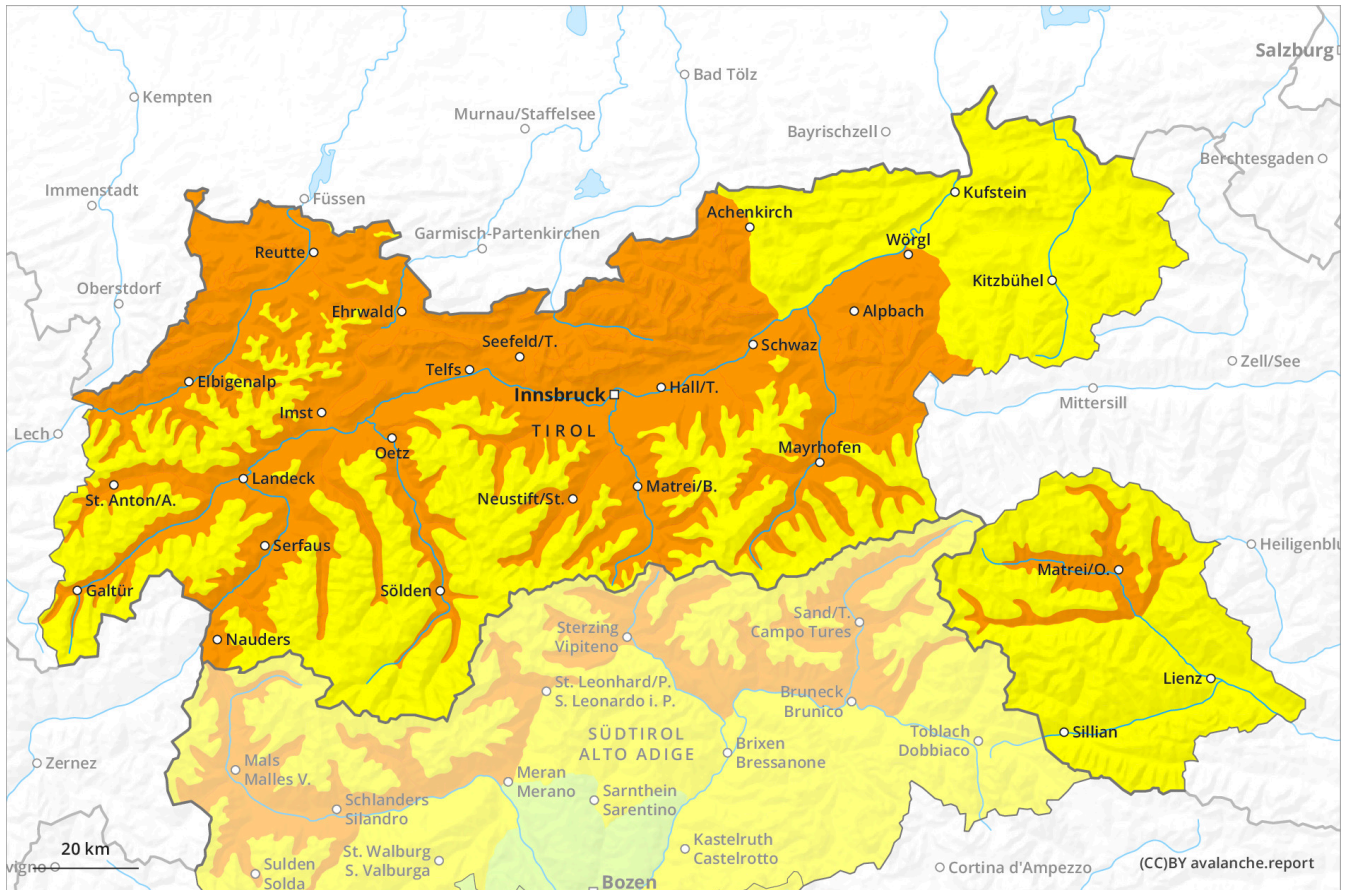 Salzburg
Bad Tölz
Kempten
Murnau/Staffelsee
Bayrischzell
Berchtesgaden
Immenstadt
Füssen
Kufstein
Achenkirch
Garmisch-Partenkirchen
Reutte
Wörgl
Oberstdorf
Kitzbühel
Ehrwald
Alpbach
Seefeld/T.
Schwaz
Zell/See
Telfs
Elbigenalp
Hall/T.
Innsbruck
Mittersill
Imst
Lech
TIROL
Oetz
Mayrhofen
Landeck
Matrei/B.
St. Anton/A.
Neustift/St.
Serfaus
Heiligenblu
Matrei/O.
Galtür
Sölden
Sand/T.
Campo Tures
Sterzing
Vipiteno
Nauders
Lienz
St. Leonhard/P.
S. Leonardo i. P.
Bruneck
Brunico
Sillian
SÜDTIROL
ALTO ADIGE
Toblach
Dobbiaco
Brixen
Bressanone
Zernez
Mals
Malles V.
Meran
Merano
Sarnthein
Sarentino
Schlanders
Silandro
Kastelruth
Castelrotto
20 km
St. Walburg
S. Valburga
vigno
Sulden
Solda
Cortina d'Ampezzo
(CC)BY avalanche.report
Bozen